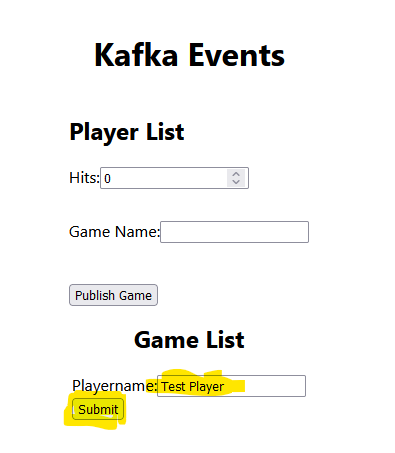 Kafka Events
Player List
Hits:0
Game Name:
Publish Game
Game List
Playername:Test Player
Submit